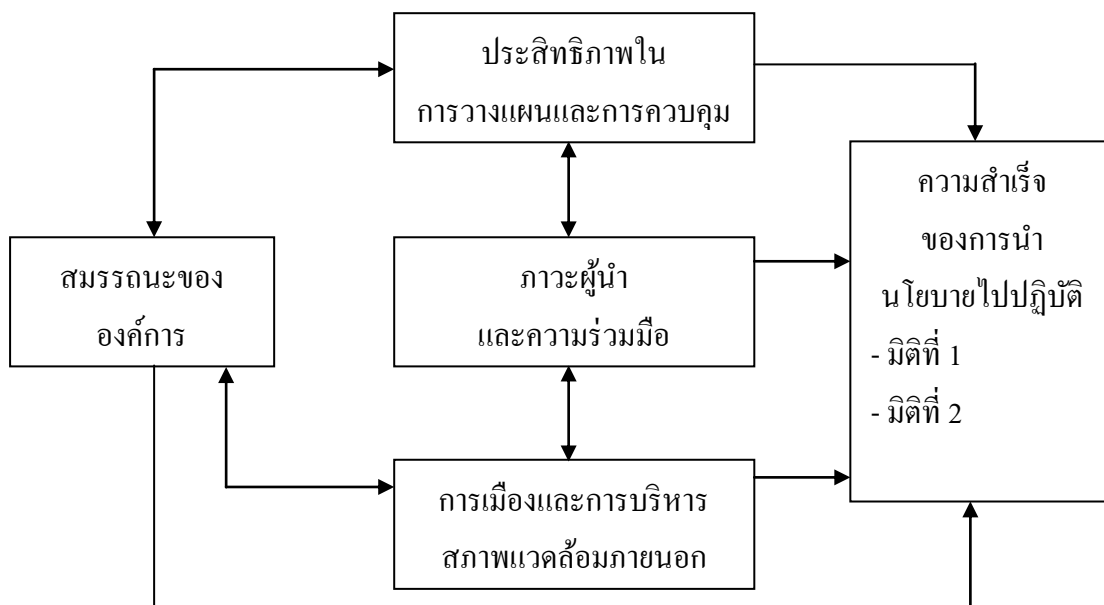 ประสิทธิภาพใน
การวางแผนและการควบคุม
สมรรถนะของ
องค์การ
ภาวะผู้นำ
และความร่วมมือ
ความสำเร็จ
ของการนำ
นโยบายไปปฏิบัติ
- มิติที่ 1
- มิติที่ 2
การเมืองและการบริหาร
สภาพแวดล้อมภายนอก